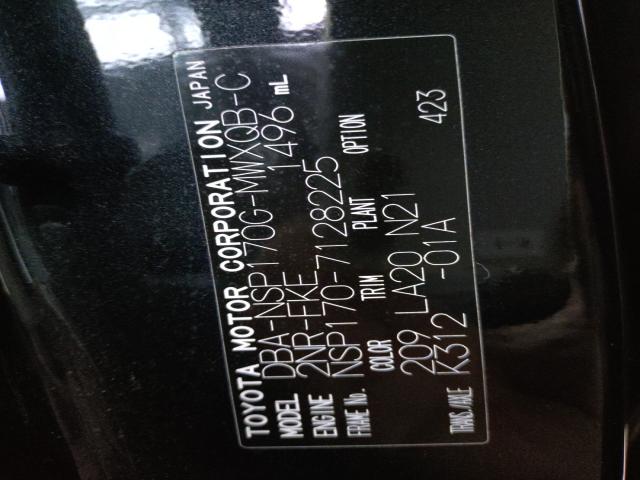 TOYOTA MOTOR CORPORATION JAPAN
MODEL DBA-NSP170G-MWXQB-C
ENGINE 2NR-FKE 1496 mL
FRAME No. NSP170-7128225
COLOR TRIM PLANT OPTION
209 LA20 N21 423
TRANS./AXLE K312 -01A